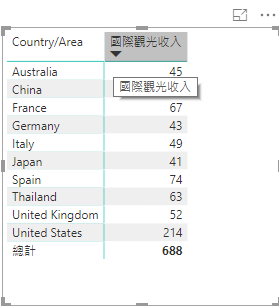 Country/Area 國際觀光收入
Australia 45
China
國際觀光收入
France 67
Germany 43
Italy 49
Japan 41
Spain 74
Thailand 63
United Kingdom 52
United States 214
總計 688